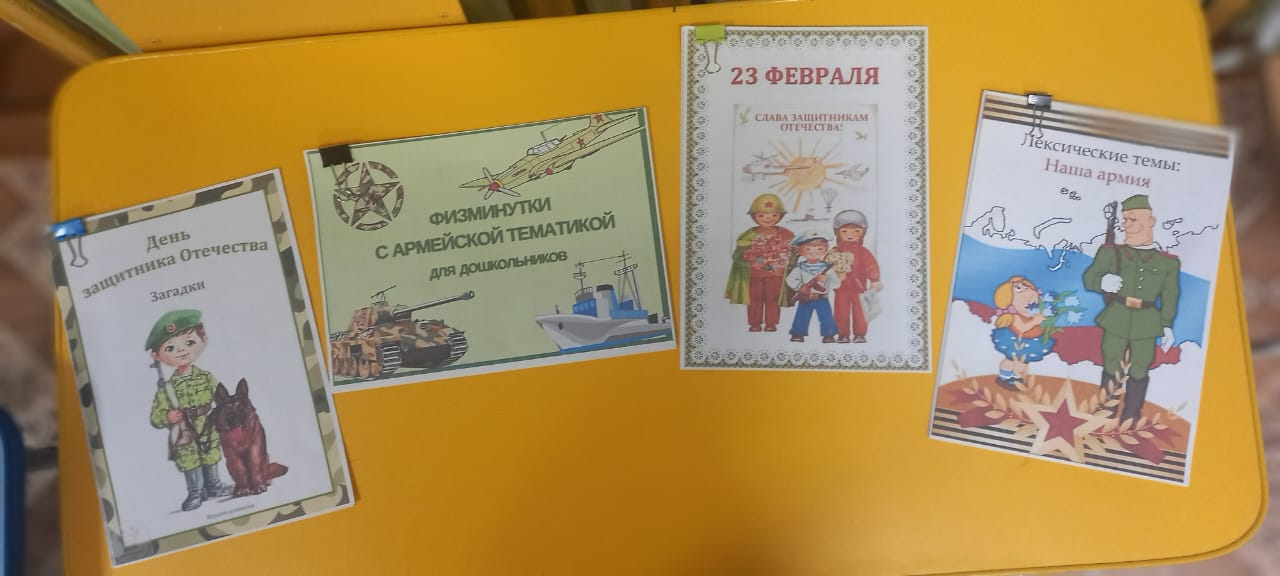 День
защитника Отечества
Загадки
ФИЗМИНУТКИ
С АРМЕЙСКОЙ ТЕМАТИКОЙ
ДЛЯ ДОШКОЛЬНИКОВ
23 ФЕВРАЛЯ
СЛАВА ЗАЩИТНИКАМ
ОТЕЧЕСТВА!
Лексические темы:
Наша армия